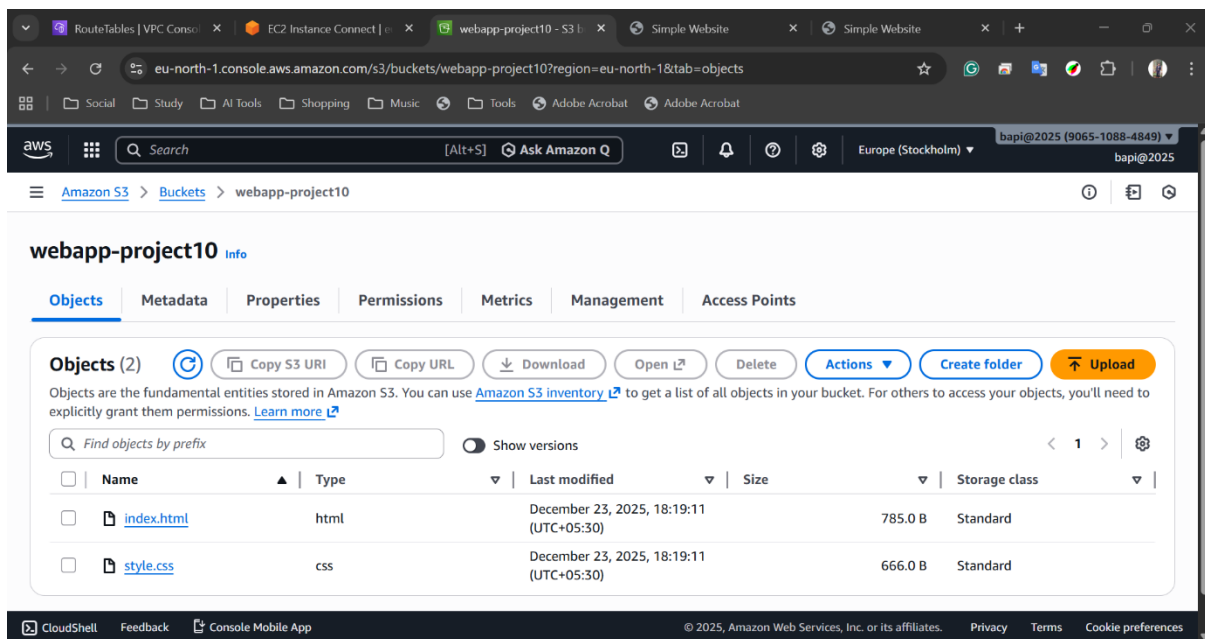 RouteTables | VPC Consol
EC2 Instance Connect | e
webapp-project10 - S3 b
Simple Website
Simple Website
eu-north-1.console.aws.amazon.com/s3/buckets/webapp-project10?region=eu-north-1&tab=objects
Social Study AI Tools Shopping Music Tools Adobe Acrobat Adobe Acrobat
aws Search [Alt+S] Ask Amazon Q Europe (Stockholm) bapi@2025 (9065-1088-4849)
bapi@2025
Amazon S3 > Buckets > webapp-project10
webapp-project10 Info
Objects Metadata Properties Permissions Metrics Management Access Points
Objects (2) Copy S3 URI Copy URL Download Open Delete Actions Create folder Upload
Objects are the fundamental entities stored in Amazon S3. You can use Amazon S3 inventory to get a list of all objects in your bucket. For others to access your objects, you'll need to
explicitly grant them permissions. Learn more
Find objects by prefix Show versions 1
Name Type Last modified Size Storage class
index.html html December 23, 2025, 18:19:11 (UTC+05:30) 785.0 B Standard
style.css css December 23, 2025, 18:19:11 (UTC+05:30) 666.0 B Standard
CloudShell Feedback Console Mobile App © 2025, Amazon Web Services, Inc. or its affiliates. Privacy Terms Cookie preferences